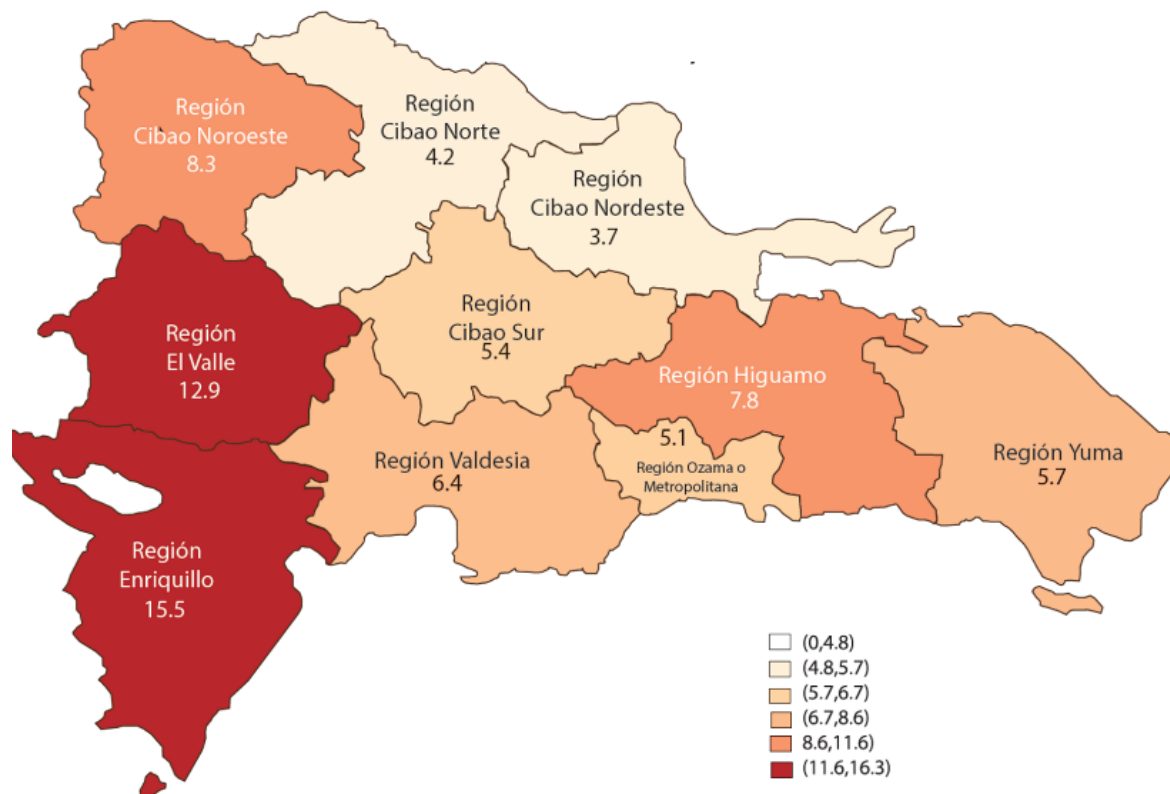 Región
Cibao Noroeste
8.3
Región
Cibao Norte
4.2
Región
Cibao Nordeste
3.7
Región
El Valle
12.9
Región
Cibao Sur
5.4
Región Higuamo
7.8
Región Valdesia
6.4
5.1
Región Ozama o
Metropolitana
Región Yuma
5.7
Región
Enriquillo
15.5
(0,4.8)
(4.8,5.7)
(5.7,6.7)
(6.7,8.6)
8.6,11.6)
(11.6,16.3)